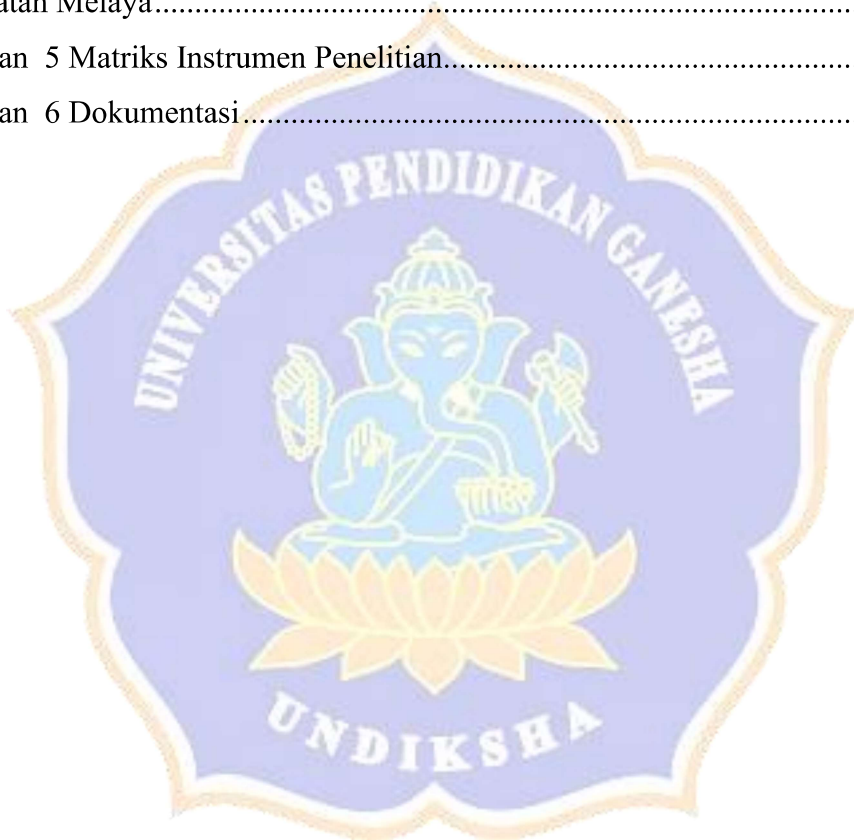 atan Melaya....................................................................................................
an  5 Matriks Instrumen Penelitian....................................................
an  6 Dokumentasi...............................................................................
UNIVERSITAS PENDIDIKAN GANESHA
UNDIKSHA